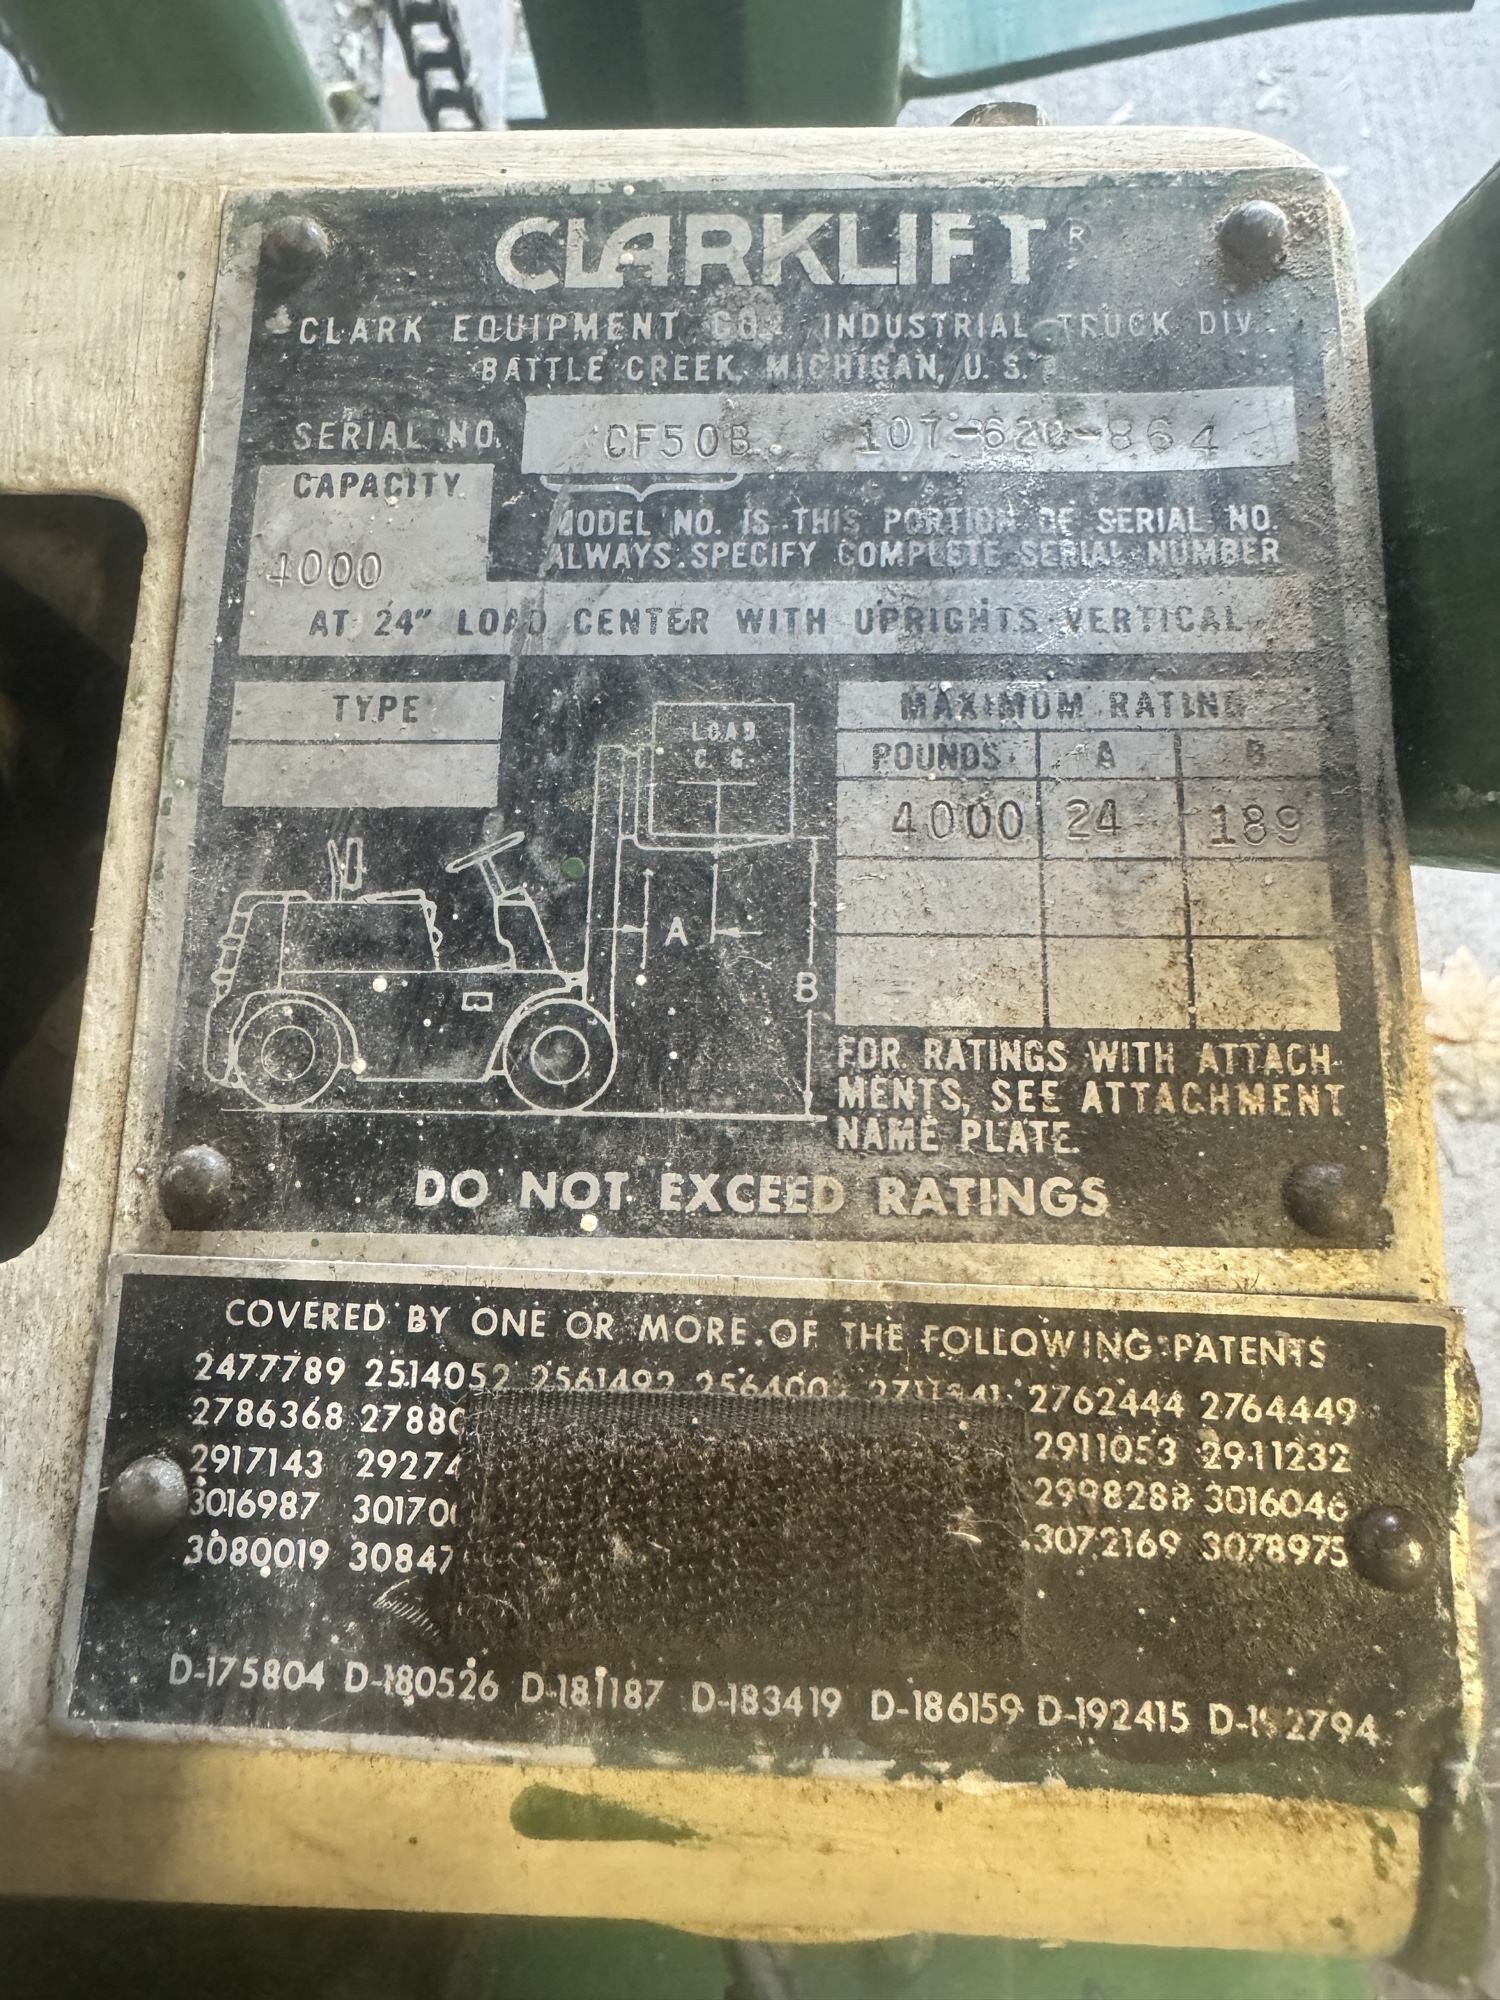 CLARKLIFT R
CLARK EQUIPMENT CO. INDUSTRIAL TRUCK DIV
BATTLE CREEK, MICHIGAN, U. S.
SERIAL NO. CF50B 107-620-864
CAPACITY
MODEL NO. IS THIS PORTION OF SERIAL NO.
ALWAYS SPECIFY COMPLETE SERIAL NUMBER
4000
AT 24" LOAD CENTER WITH UPRIGHTS VERTICAL
TYPE
LOAD
C. G.
A
B
MAXIMUM RATING
POUNDS A B
4000 24 189
FOR RATINGS WITH ATTACH-
MENTS, SEE ATTACHMENT
NAME PLATE.
DO NOT EXCEED RATINGS
COVERED BY ONE OR MORE OF THE FOLLOWING PATENTS
2477789 2514052 2561492 2762444 2764449
2786368 2911053 2911232
2917143 2998288 3016046
3016987 3072169 3078975
3080019
D-175804 D-180526 D-181187 D-183419 D-186159 D-192415